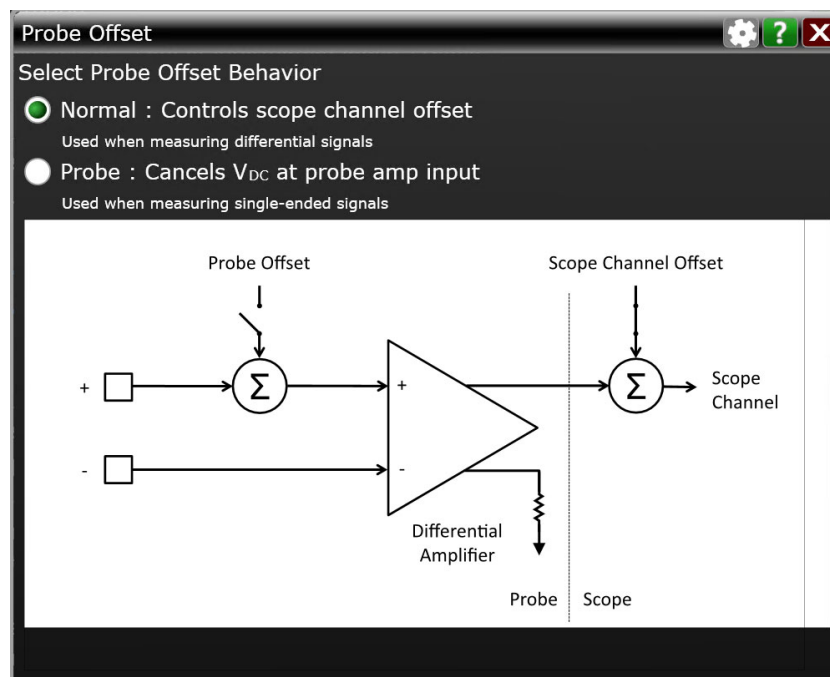 Probe Offset
?
X
Select Probe Offset Behavior
Normal : Controls scope channel offset
Used when measuring differential signals
Probe : Cancels VDC at probe amp input
Used when measuring single-ended signals
Probe Offset
Scope Channel Offset
+
Σ
+
Σ
Scope
Channel
-
-
Differential
Amplifier
Probe
Scope